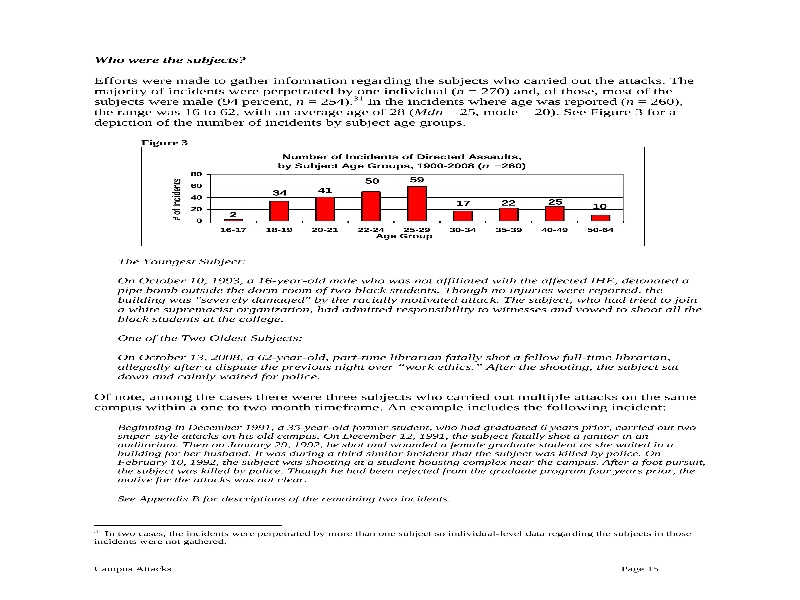 Who were the subjects?
Efforts were made to gather information regarding the subjects who carried out the attacks. The
majority of incidents were perpetrated by one individual (n = 270) and, of those, most of the
subjects were male (94 percent, n = 254).31 In the incidents where age was reported (n = 260),
the range was 16 to 62, with an average age of 28 (Mdn = 25, mode = 20). See Figure 3 for a
depiction of the number of incidents by subject age groups.
Figure 3
Number of Incidents of Directed Assaults,
by Subject Age Groups, 1900-2008 (n =260)
# of Incidents
80
60
40
20
0
2 34 41 50 59 17 22 25 10
16-17 18-19 20-21 22-24 25-29 30-34 35-39 40-49 50-64
Age Group
The Youngest Subject:
On October 10, 1993, a 16-year-old male who was not affiliated with the affected IHE, detonated a
pipe bomb outside the dorm room of two black students. Though no injuries were reported, the
building was "severely damaged" by the racially motivated attack. The subject, who had tried to join
a white supremacist organization, had admitted responsibility to witnesses and vowed to shoot all the
black students at the college.
One of the Two Oldest Subjects:
On October 13, 2008, a 62-year-old, part-time librarian fatally shot a fellow full-time librarian,
allegedly after a dispute the previous night over “work ethics.” After the shooting, the subject sat
down and calmly waited for police.
Of note, among the cases there were three subjects who carried out multiple attacks on the same
campus within a one to two month timeframe. An example includes the following incident:
Beginning in December 1991, a 35-year-old former student, who had graduated 6 years prior, carried out two
sniper-style attacks on his old campus. On December 12, 1991, the subject fatally shot a janitor in an
auditorium. Then on January 29, 1992, he shot and wounded a female graduate student as she waited in a
building for her husband. It was during a third similar incident that the subject was killed by police. On
February 10, 1992, the subject was shooting at a student housing complex near the campus. After a foot pursuit,
the subject was killed by police. Though he had been rejected from the graduate program four years prior, the
motive for the attacks was not clear.
See Appendix B for descriptions of the remaining two incidents.
31 In two cases, the incidents were perpetrated by more than one subject so individual-level data regarding the subjects in those
incidents were not gathered.
Campus Attacks Page 15